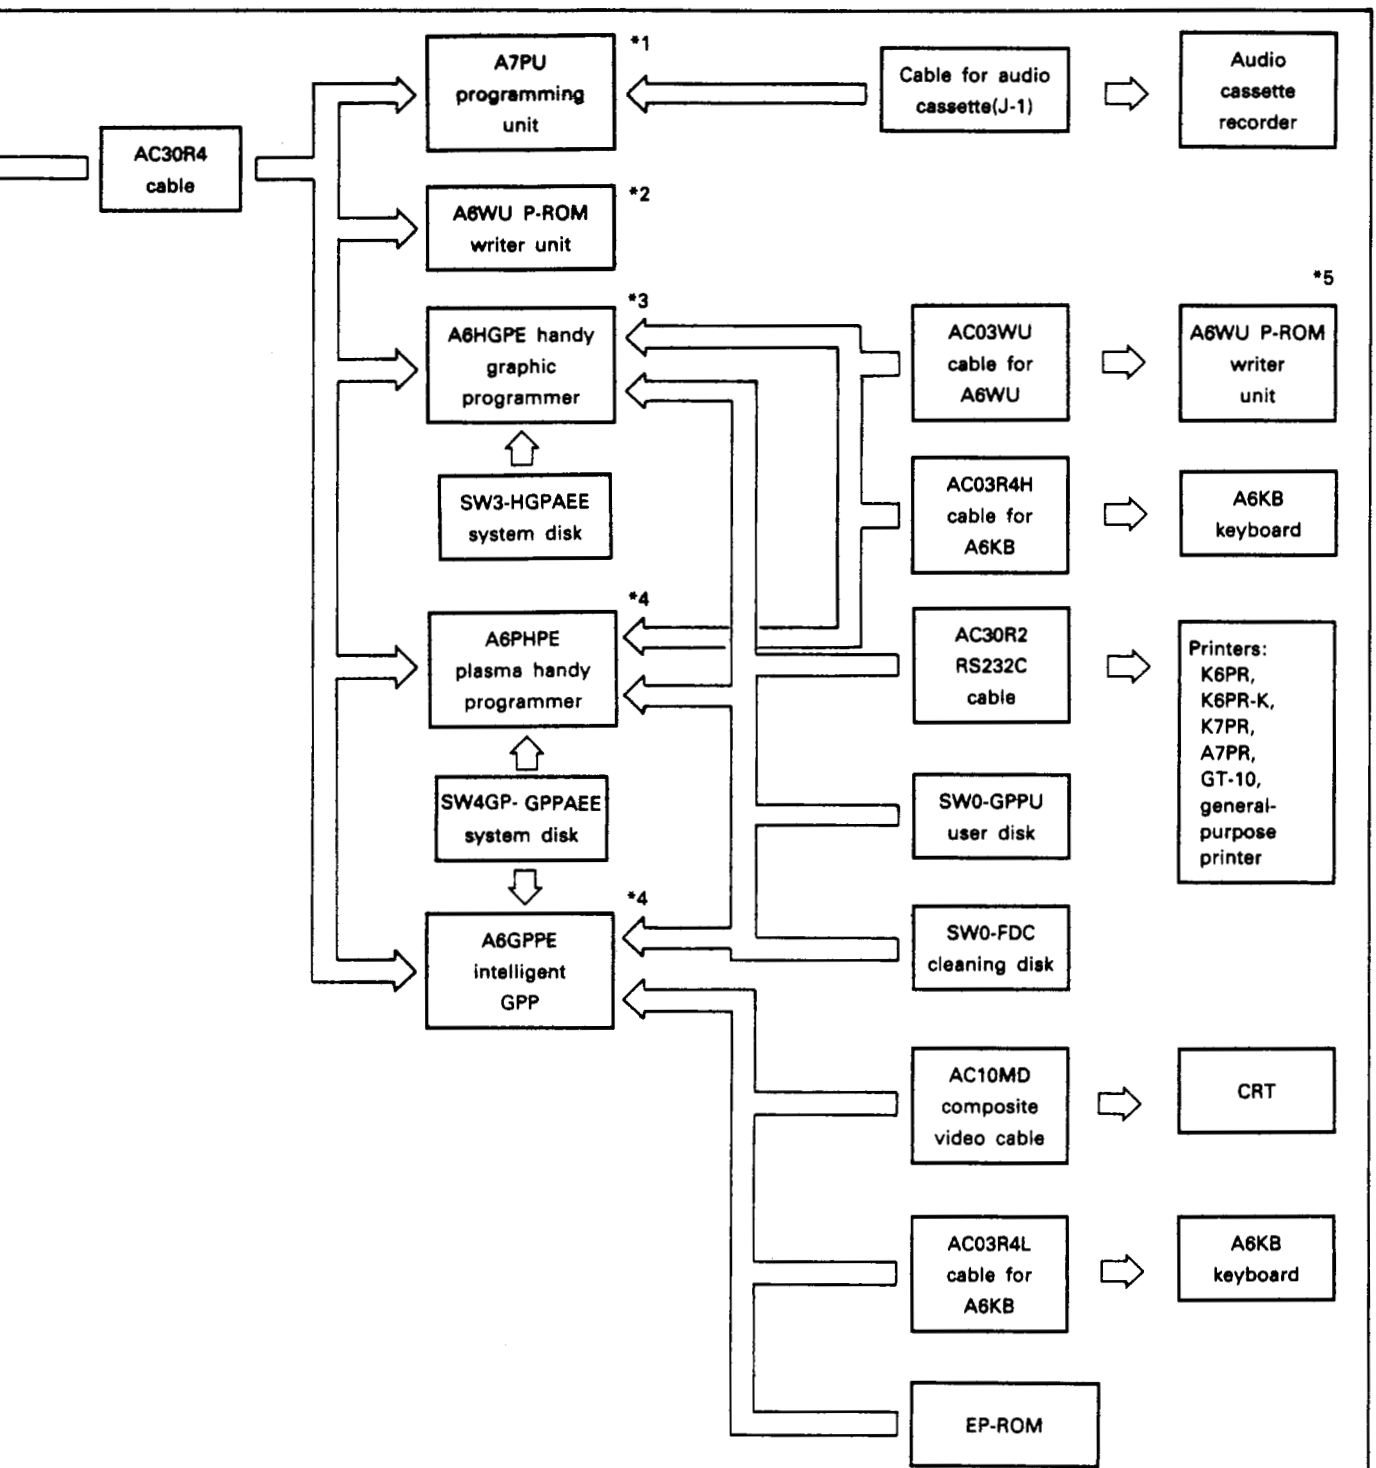 A7PU
programming
unit
*1
Cable for audio
cassette(J-1)
Audio
cassette
recorder
AC30R4
cable
A6WU P-ROM
writer unit
*2
A6HGPE handy
graphic
programmer
*3
AC03WU
cable for
A6WU
*5
A6WU P-ROM
writer
unit
SW3-HGPAEE
system disk
AC03R4H
cable for
A6KB
A6KB
keyboard
A6PHPE
plasma handy
programmer
*4
AC30R2
RS232C
cable
Printers:
K6PR,
K6PR-K,
K7PR,
A7PR,
GT-10,
general-
purpose
printer
SW4GP- GPPAEE
system disk
SW0-GPPU
user disk
A6GPPE
intelligent
GPP
*4
SW0-FDC
cleaning disk
AC10MD
composite
video cable
CRT
AC03R4L
cable for
A6KB
A6KB
keyboard
EP-ROM